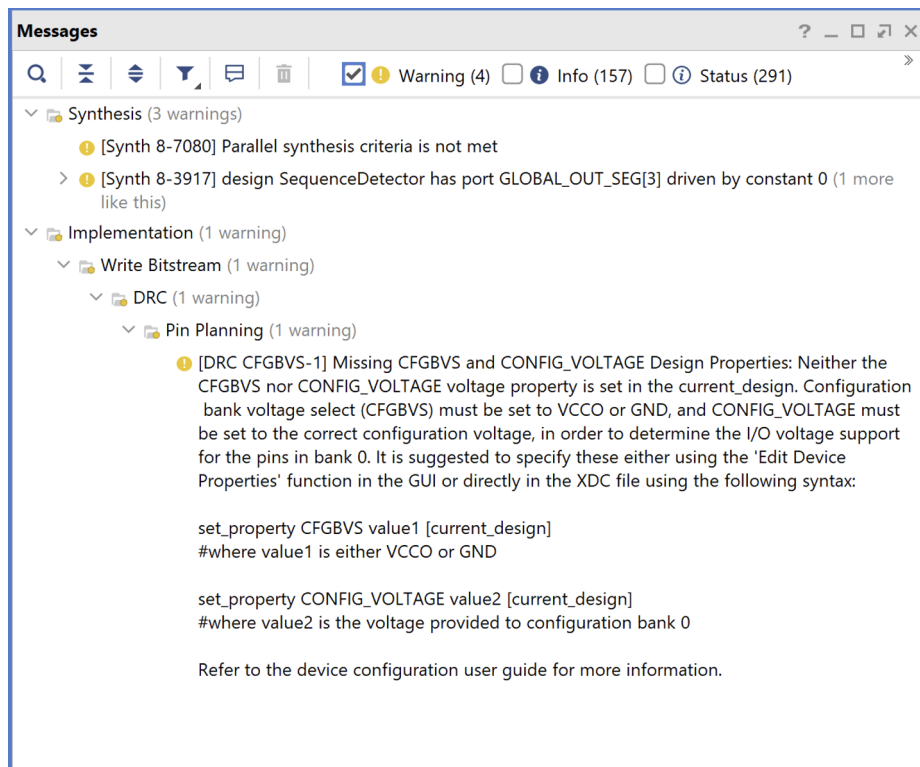 Messages
Warning (4) Info (157) Status (291)
Synthesis (3 warnings)
[Synth 8-7080] Parallel synthesis criteria is not met
[Synth 8-3917] design SequenceDetector has port GLOBAL_OUT_SEG[3] driven by constant 0 (1 more
like this)
Implementation (1 warning)
Write Bitstream (1 warning)
DRC (1 warning)
Pin Planning (1 warning)
[DRC CFGBVS-1] Missing CFGBVS and CONFIG_VOLTAGE Design Properties: Neither the
CFGBVS nor CONFIG_VOLTAGE voltage property is set in the current_design. Configuration
bank voltage select (CFGBVS) must be set to VCCO or GND, and CONFIG_VOLTAGE must
be set to the correct configuration voltage, in order to determine the I/O voltage support
for the pins in bank 0. It is suggested to specify these either using the 'Edit Device
Properties' function in the GUI or directly in the XDC file using the following syntax:
set_property CFGBVS value1 [current_design]
#where value1 is either VCCO or GND
set_property CONFIG_VOLTAGE value2 [current_design]
#where value2 is the voltage provided to configuration bank 0
Refer to the device configuration user guide for more information.